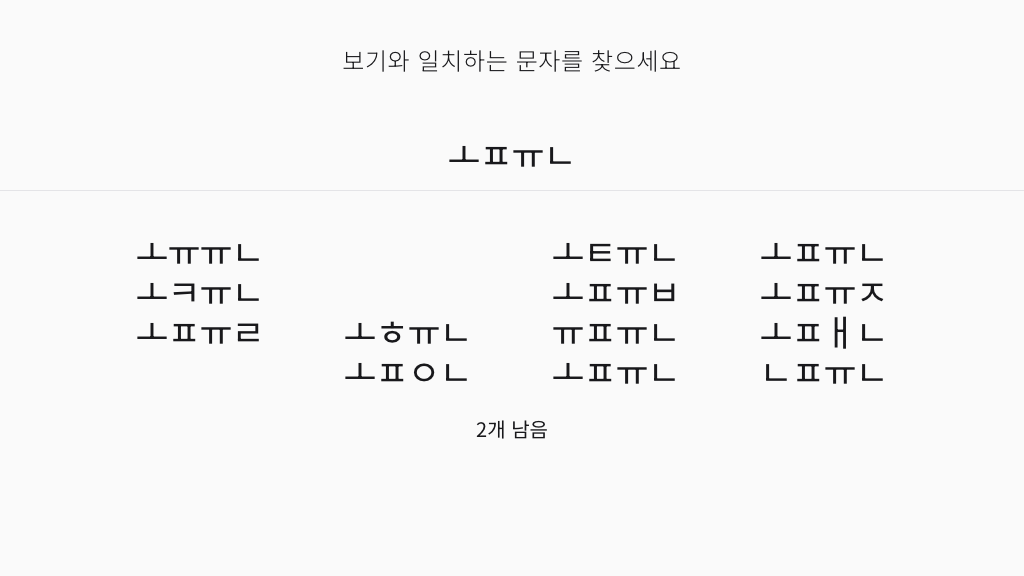 보기와 일치하는 문자를 찾으세요
ㅗㅍㅠㄴ
ㅗㅠㅠㄴ ㅗㅌㅠㄴ ㅗㅍㅠㄴ
ㅗㅋㅠㄴ ㅗㅍㅠㅂ ㅗㅍㅠㅈ
ㅗㅍㅠㄹ ㅗㅎㅠㄴ ㅠㅍㅠㄴ ㅗㅍㅐㄴ
ㅗㅍㅇㄴ ㅗㅍㅠㄴ ㄴㅍㅠㄴ
2개 남음